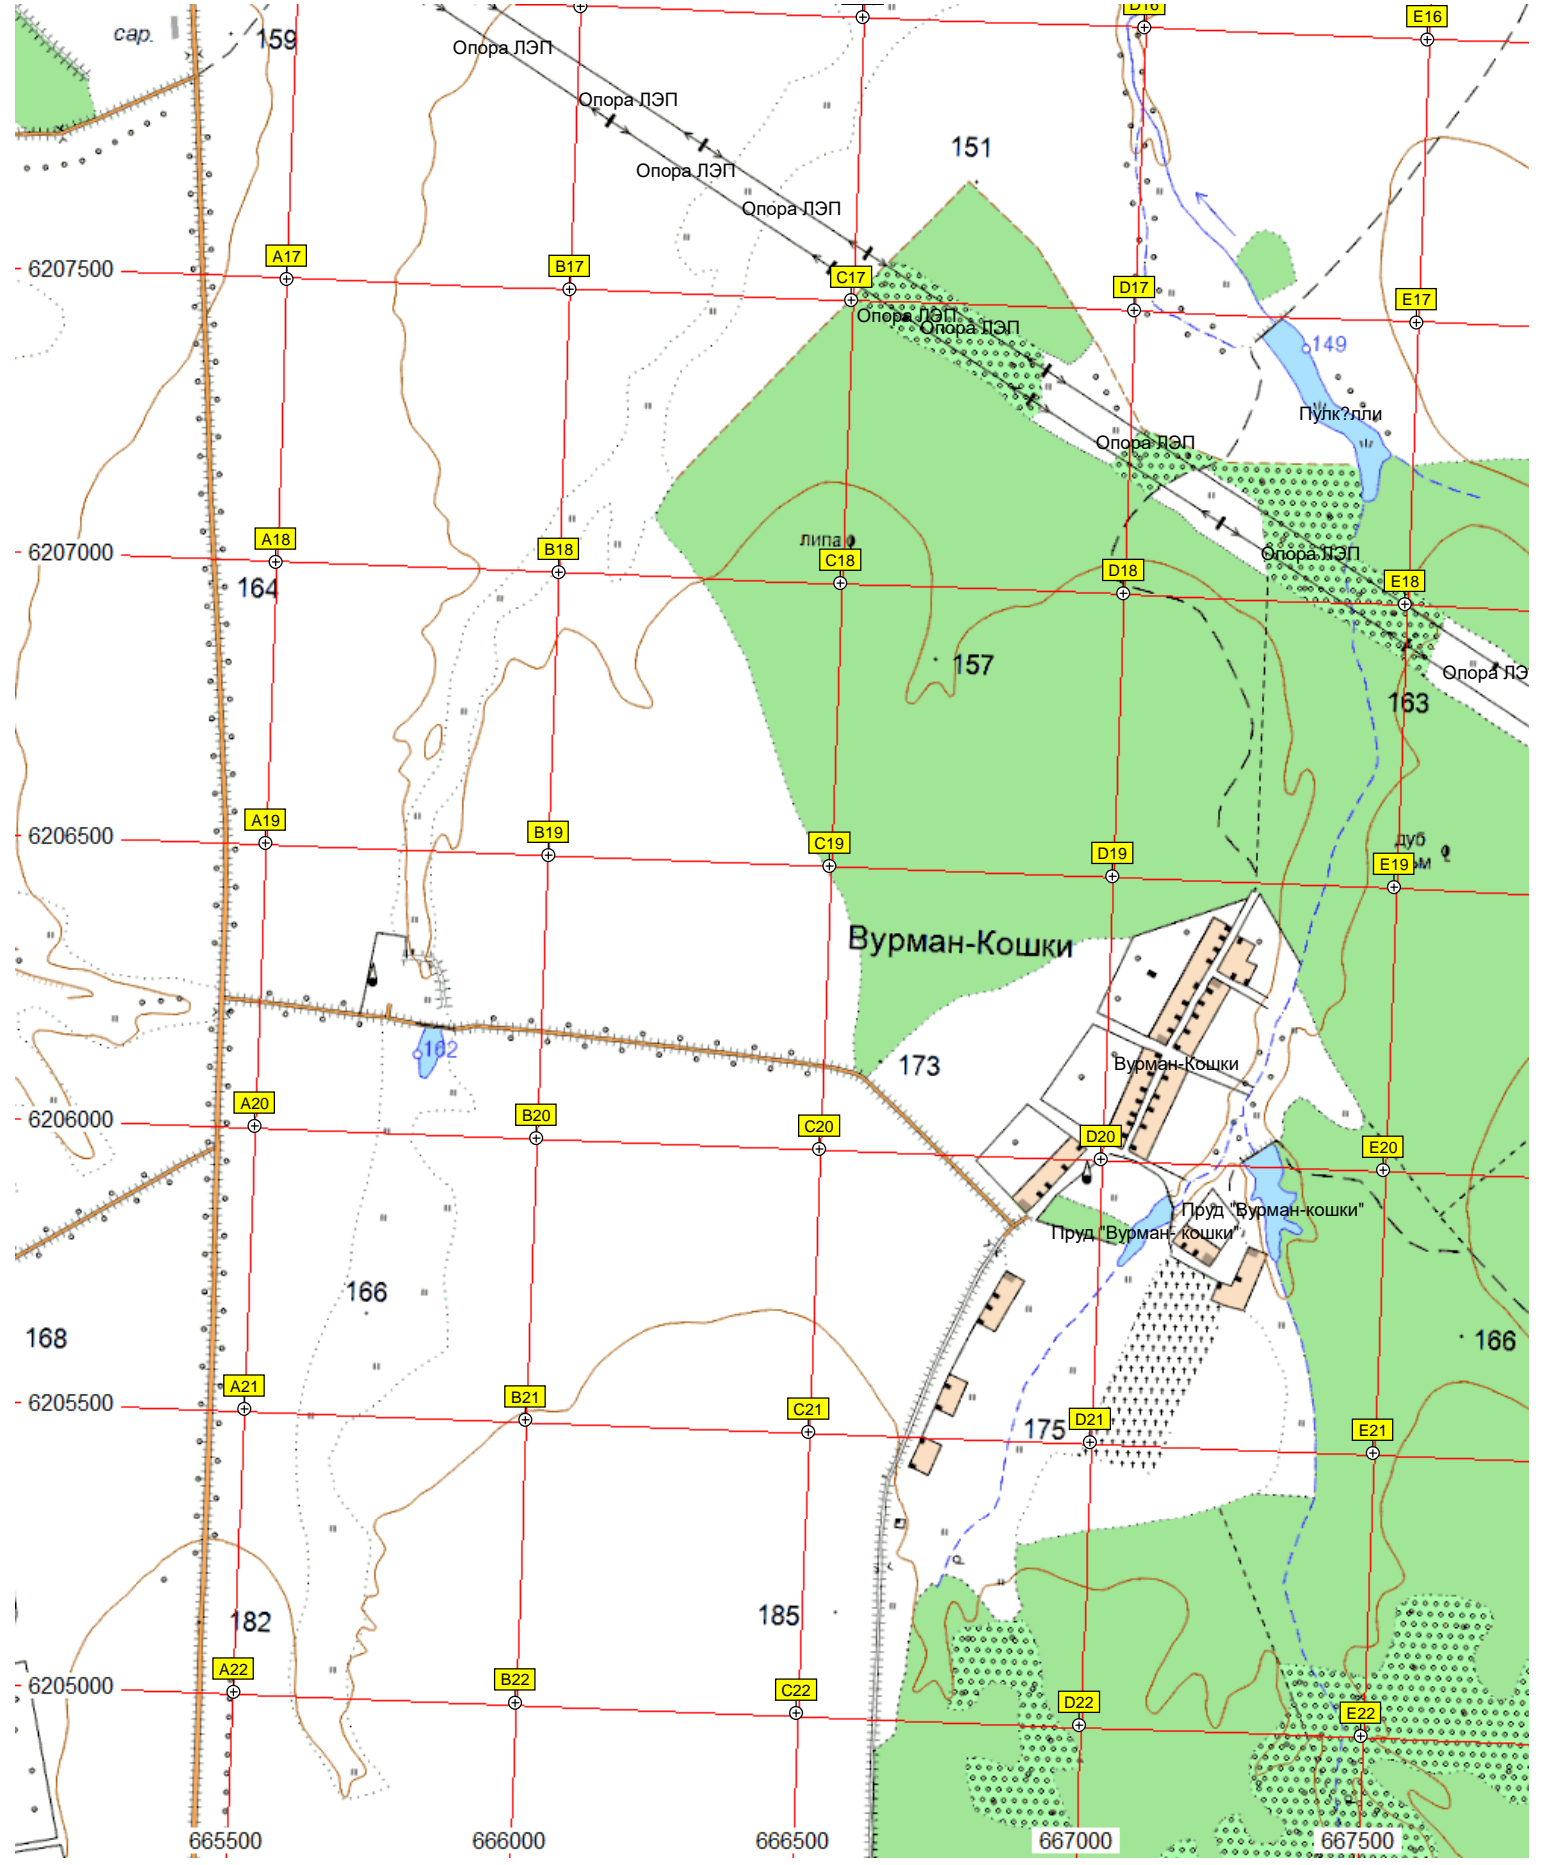 D16
E16
сар.
159
Опора ЛЭП
Опора ЛЭП
151
Опора ЛЭП
Опора ЛЭП
6207500
A17
B17
C17
D17
E17
Опора ЛЭП
Опора ЛЭП
149
Пулк?лли
Опора ЛЭП
6207000
A18
B18
липа
C18
D18
Опора ЛЭП
E18
164
157
Опора ЛЭ
163
6206500
A19
B19
C19
D19
дуб
E19
м
Вурман-Кошки
162
173
Вурман-Кошки
6206000
A20
B20
C20
D20
E20
Пруд "Вурман-кошки"
Пруд "Вурман- кошки"
166
168
166
6205500
A21
B21
C21
175
D21
E21
182
185
6205000
A22
B22
C22
D22
E22
665500
666000
666500
667000
667500